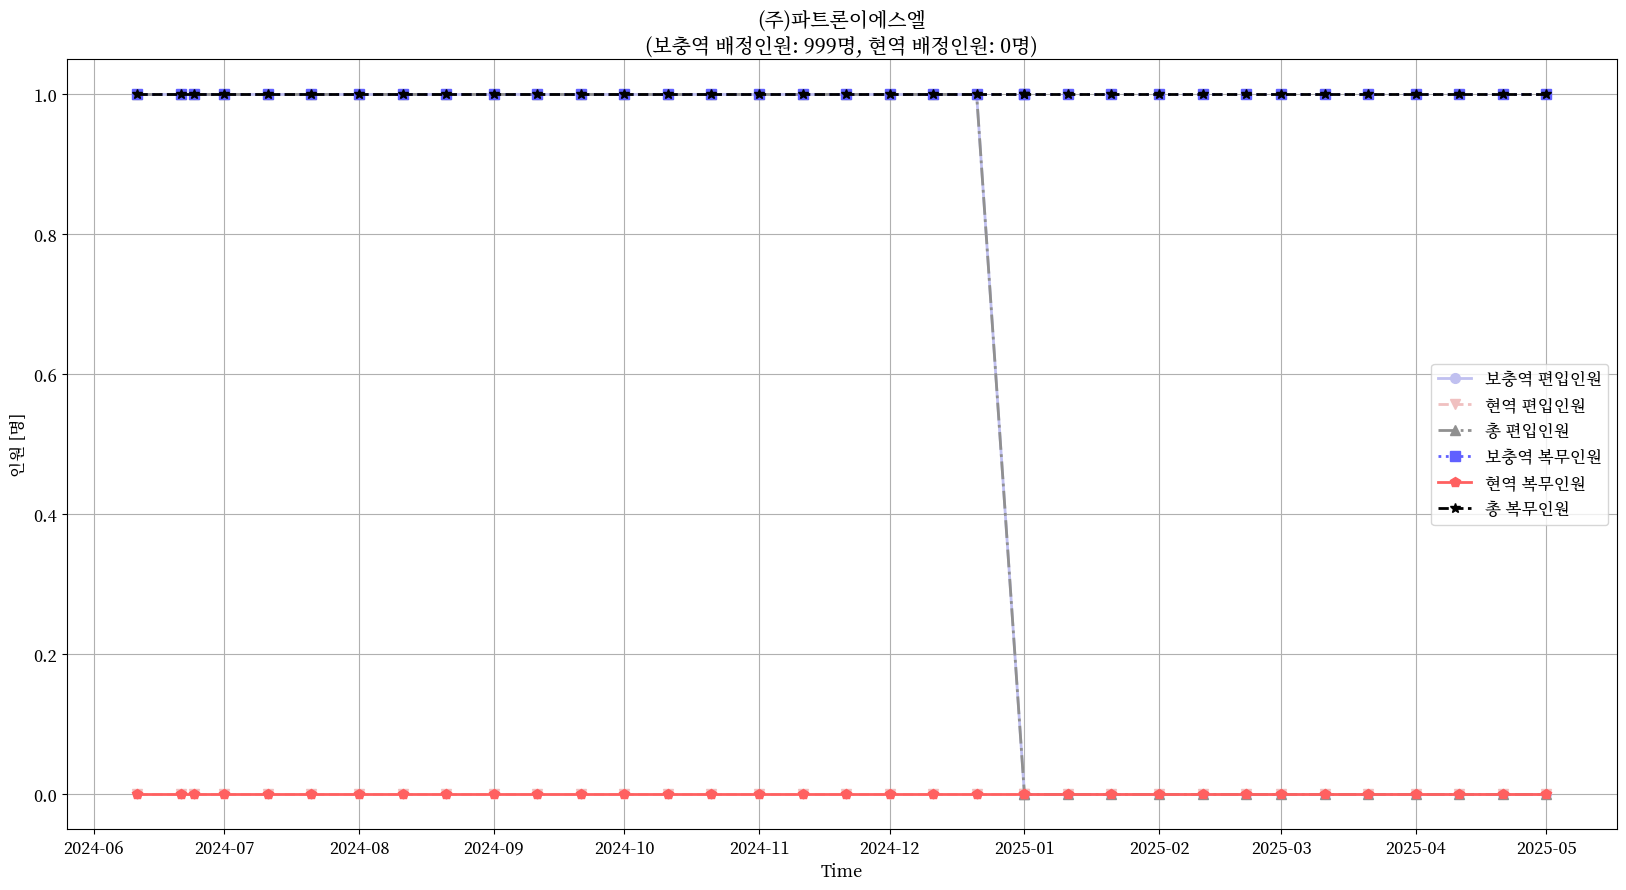 (주)파트론이에스엘
(보충역 배정인원: 999명, 현역 배정인원: 0명)
인원 [명]
1.0
0.8
0.6
0.4
0.2
0.0
보충역 편입인원
현역 편입인원
총 편입인원
보충역 복무인원
현역 복무인원
총 복무인원
2024-06 2024-07 2024-08 2024-09 2024-10 2024-11 2024-12 2025-01 2025-02 2025-03 2025-04 2025-05
Time